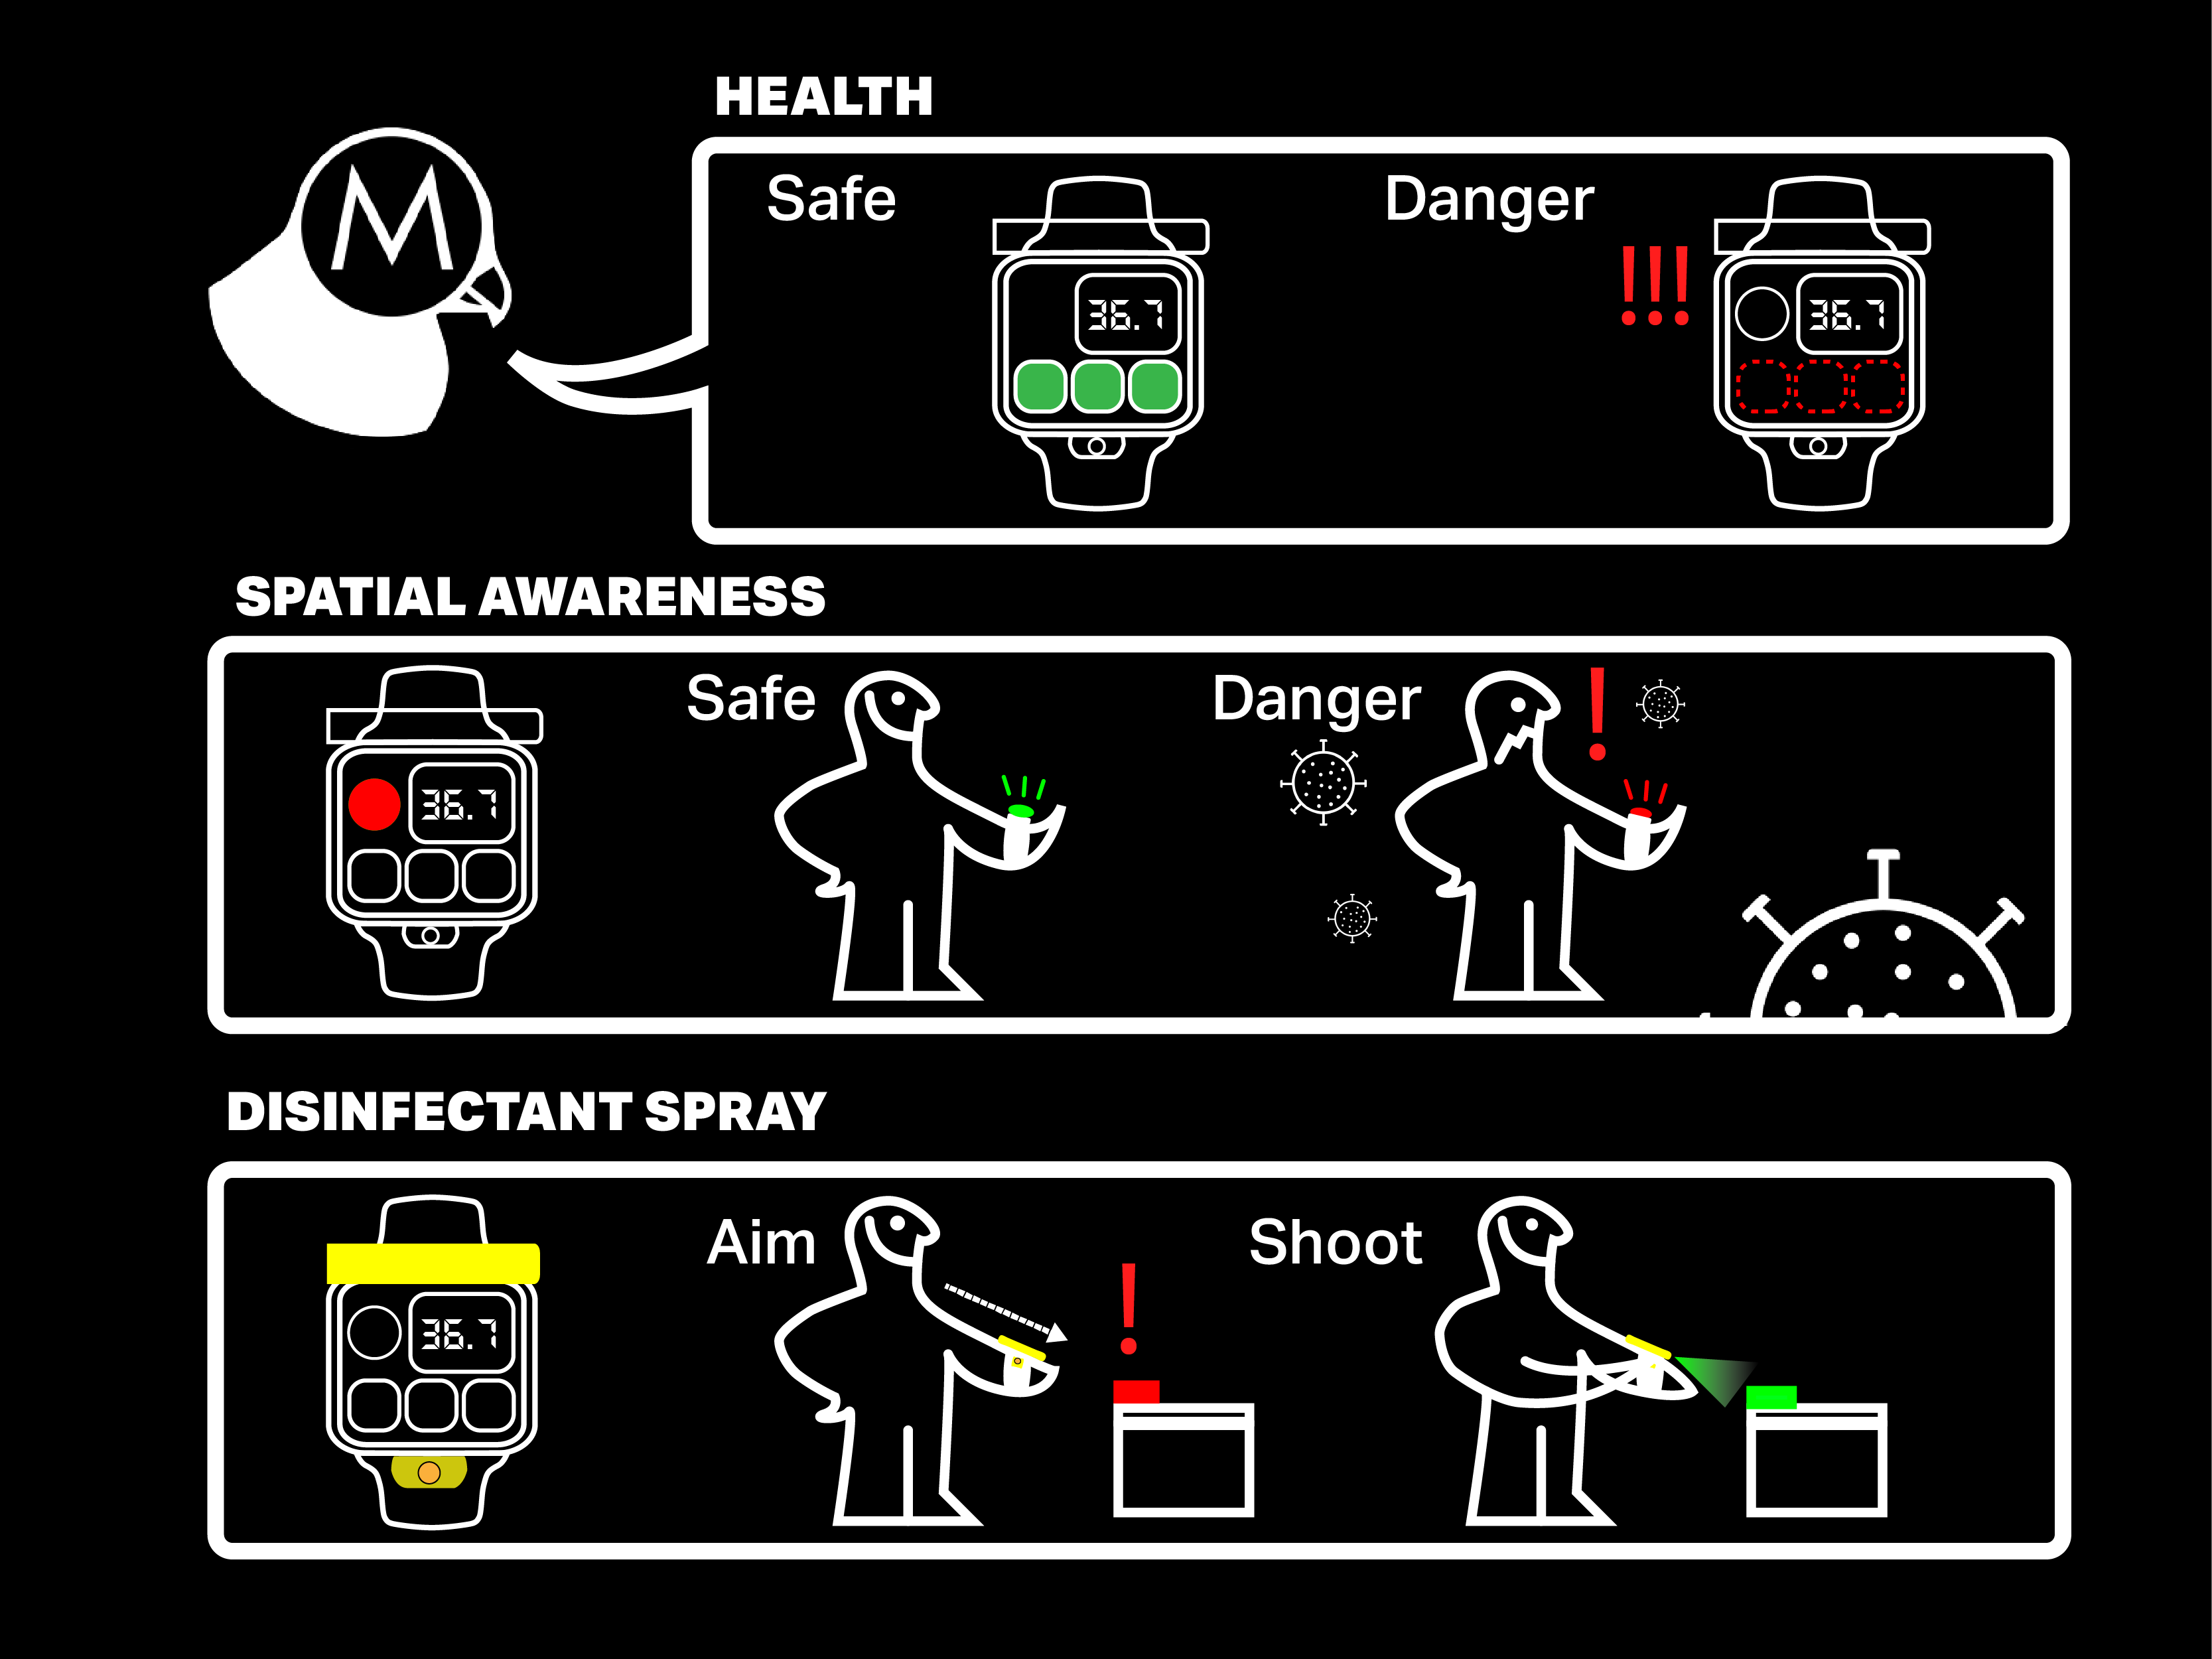 HEALTH
M
Safe
Danger
!!!
36.7
36.7
SPATIAL AWARENESS
Safe
Danger
!
36.7
DISINFECTANT SPRAY
Aim
Shoot
!
36.7